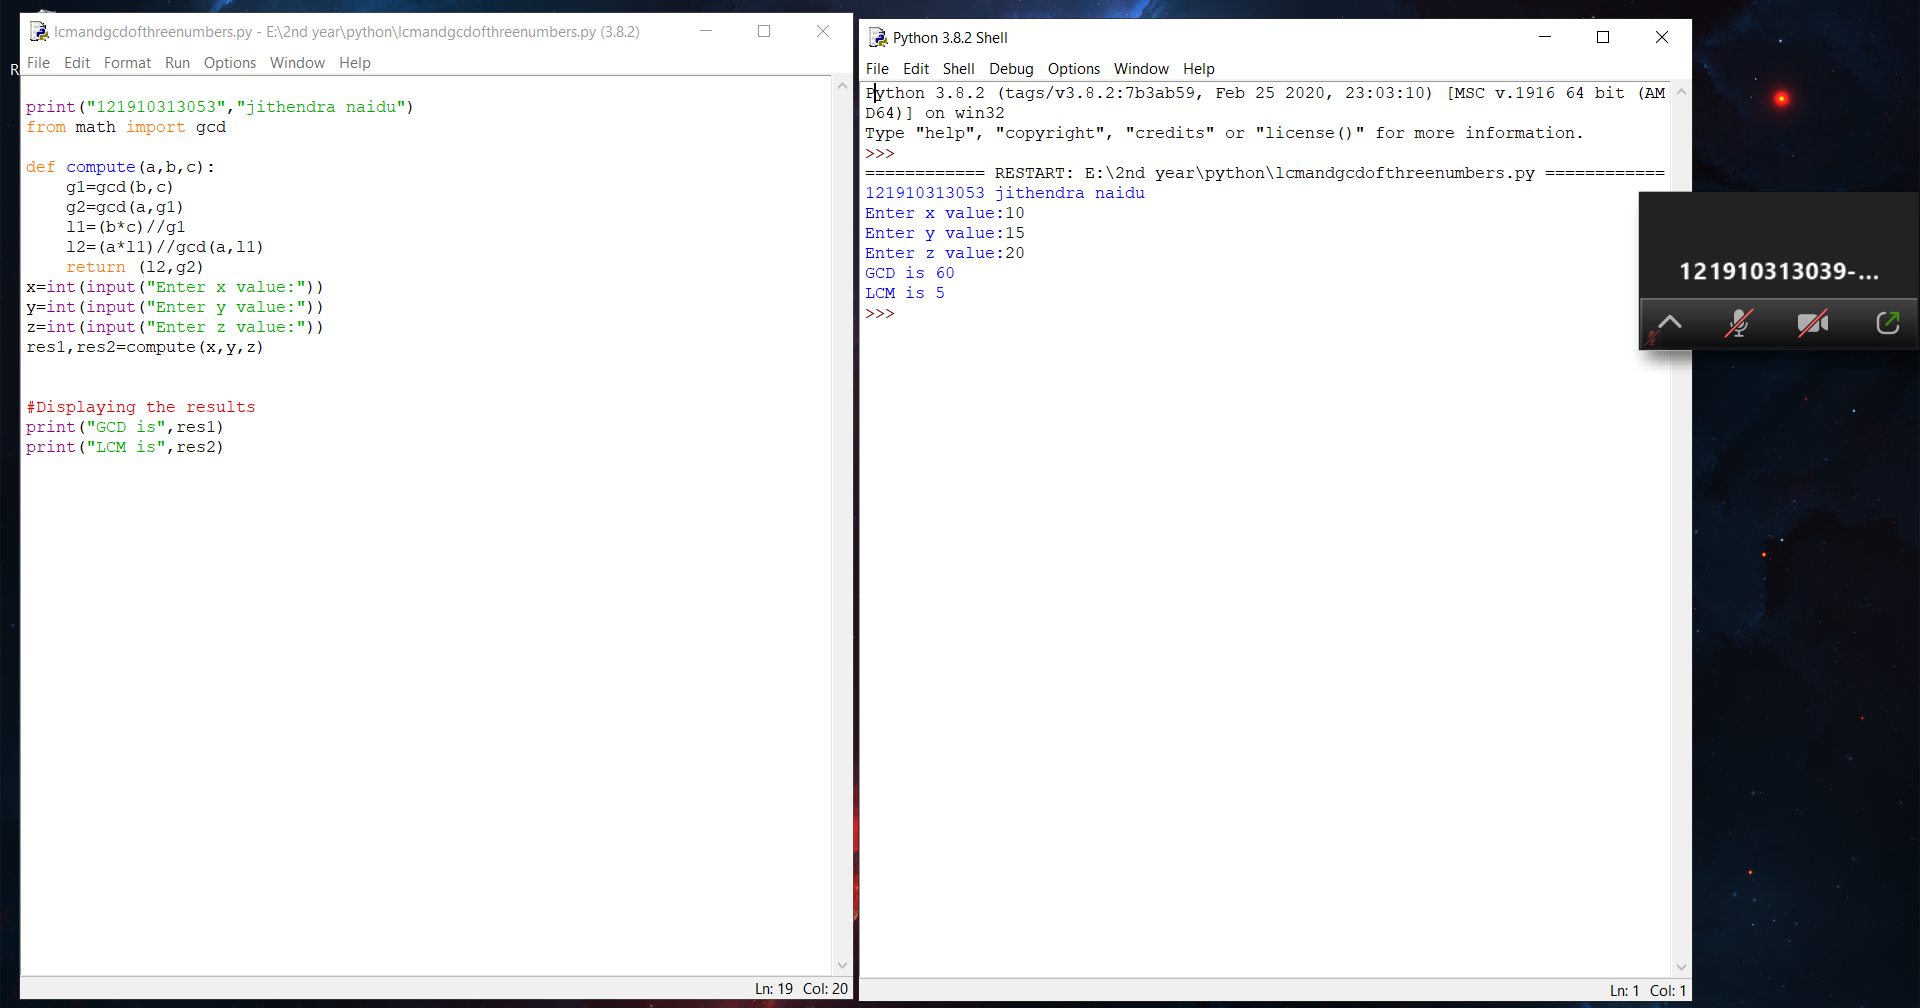 lcmandgcdofthreenumbers.py - E:\2nd year\python\lcmandgcdofthreenumbers.py (3.8.2)
File Edit Format Run Options Window Help
R
print("121910313053","jithendra naidu")
from math import gcd
def compute(a,b,c):
    g1=gcd(b,c)
    g2=gcd(a,g1)
    l1=(b*c)//g1
    l2=(a*l1)//gcd(a,l1)
    return (l2,g2)
x=int(input("Enter x value:"))
y=int(input("Enter y value:"))
z=int(input("Enter z value:"))
res1,res2=compute(x,y,z)
#Displaying the results
print("GCD is",res1)
print("LCM is",res2)
Ln: 19 Col: 20
Python 3.8.2 Shell
File Edit Shell Debug Options Window Help
Python 3.8.2 (tags/v3.8.2:7b3ab59, Feb 25 2020, 23:03:10) [MSC v.1916 64 bit (AM
D64)] on win32
Type "help", "copyright", "credits" or "license()" for more information.
>>>
============ RESTART: E:\2nd year\python\lcmandgcdofthreenumbers.py ============
121910313053 jithendra naidu
Enter x value:10
Enter y value:15
Enter z value:20
GCD is 60
LCM is 5
>>>
Ln: 1 Col: 1
121910313039-...